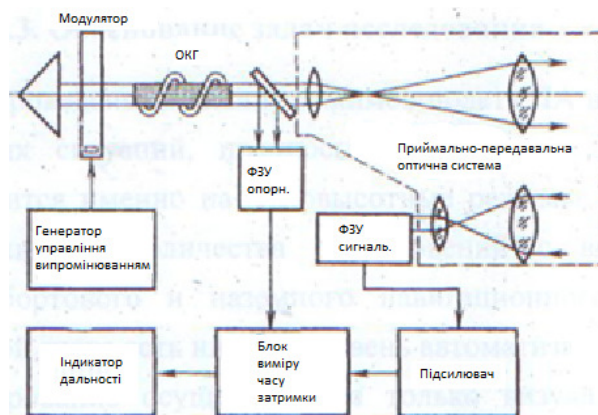 Модулятор
ОКГ
Приймально-передавальна
оптична система
ФЗУ
опорн.
ФЗУ
сигналь.
Генератор
управління
випромінюванням
Індикатор
дальності
Блок
виміру
часу
затримки
Підсилювач